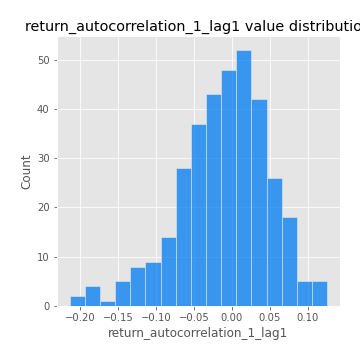 return_autocorrelation_1_lag1 value distributio
50
40
30
20
10
0
Count
−0.20 −0.15 −0.10 −0.05 0.00 0.05 0.10
return_autocorrelation_1_lag1